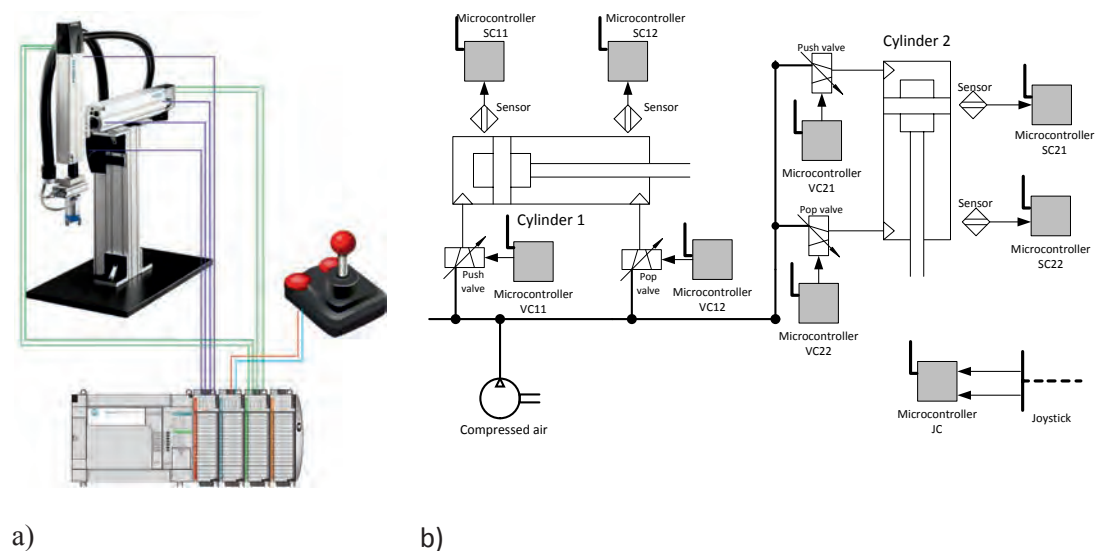 Microcontroller
SC11
Microcontroller
SC12
Sensor
Sensor
Cylinder 1
Push
valve
Microcontroller
VC11
Pop
valve
Microcontroller
VC12
Compressed air
Push valve
Cylinder 2
Microcontroller
VC21
Sensor
Microcontroller
SC21
Pop valve
Sensor
Microcontroller
SC22
Microcontroller
VC22
Microcontroller
JC
Joystick
a)
b)